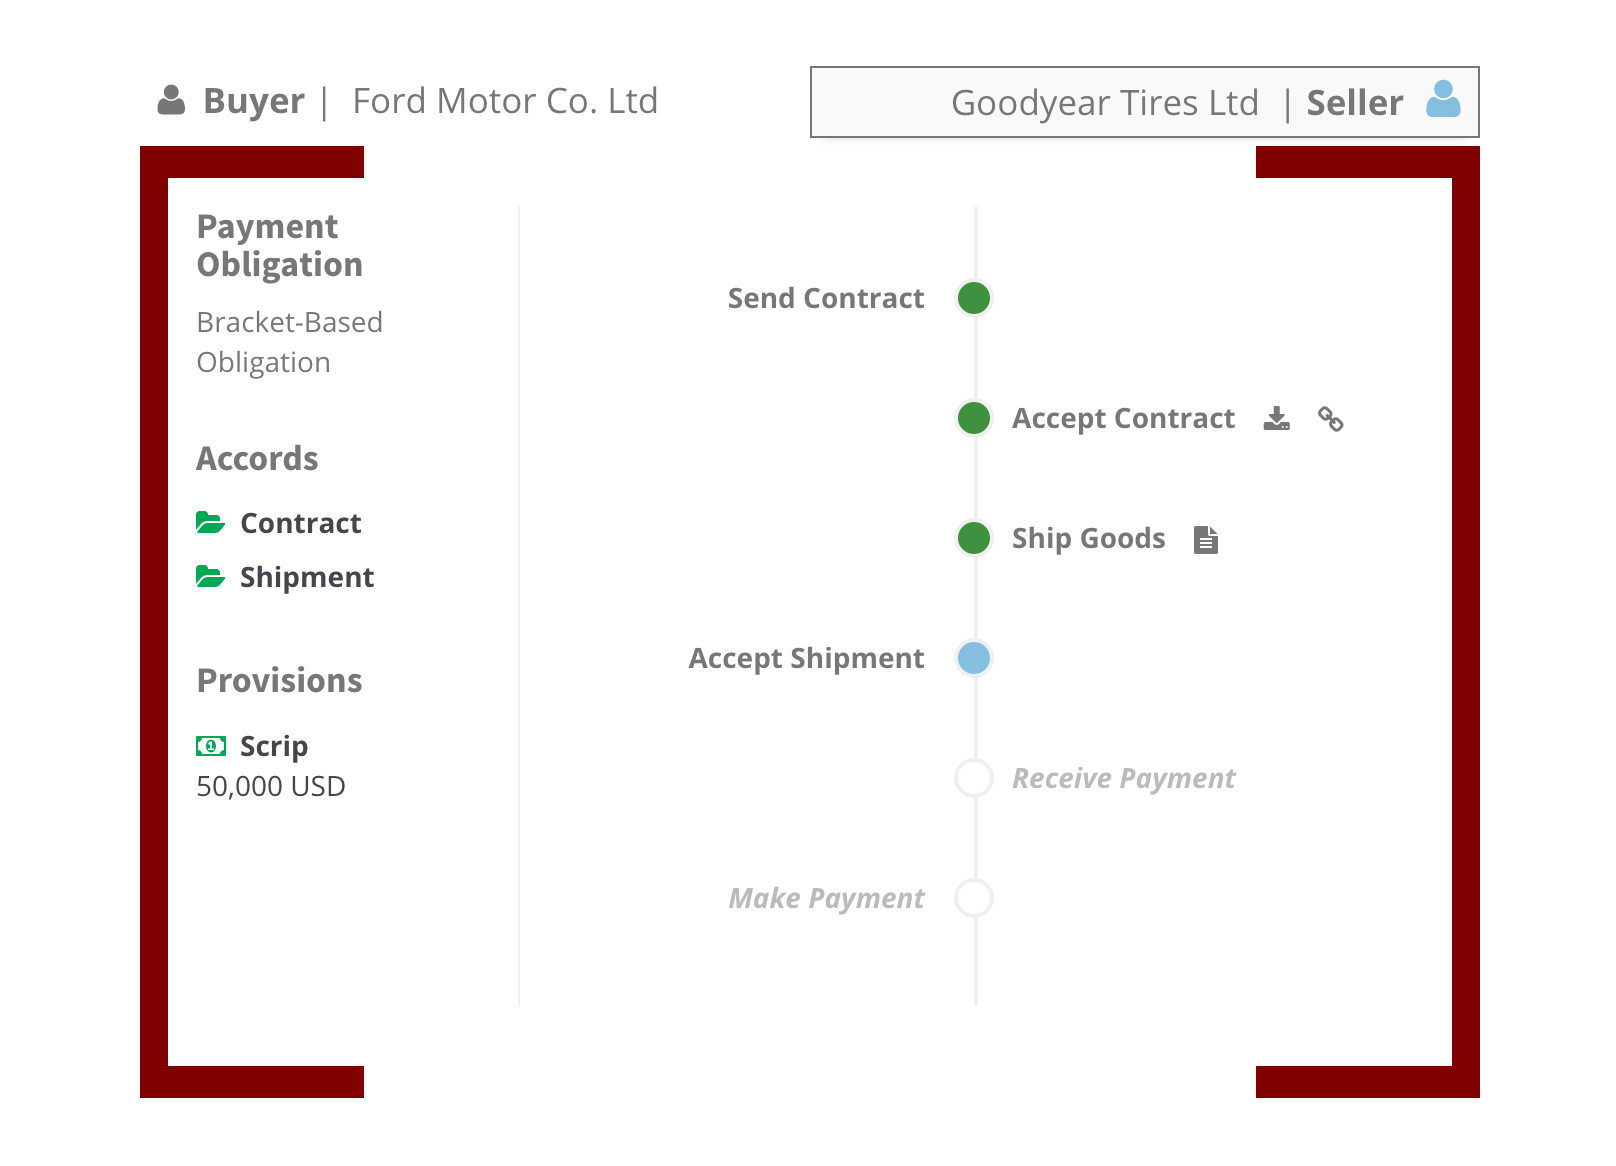 Buyer | Ford Motor Co. Ltd
Goodyear Tires Ltd | Seller
Payment
Obligation
Bracket-Based
Obligation
Accords
Contract
Shipment
Provisions
1 Scrip
50,000 USD
Send Contract
Accept Contract
Ship Goods
Accept Shipment
Receive Payment
Make Payment